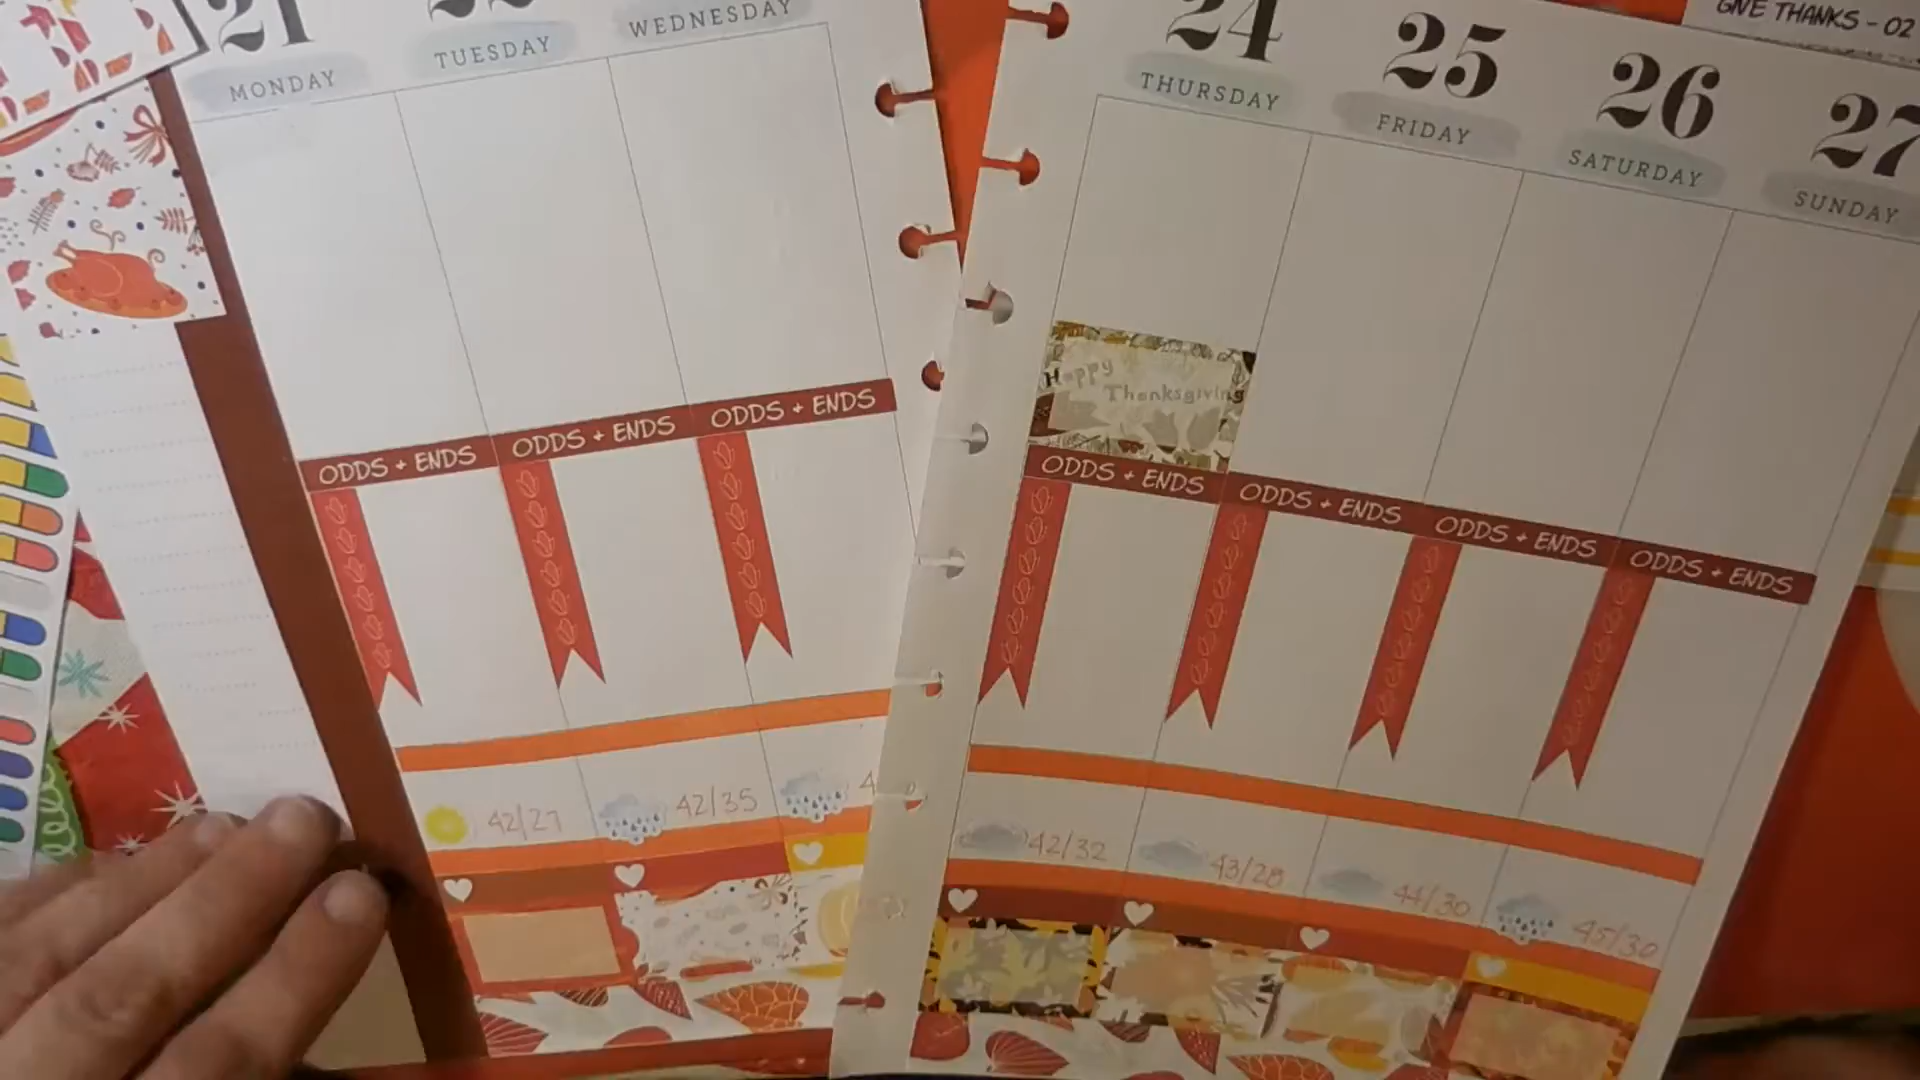 GIVE THANKS - 02
21
MONDAY
22
TUESDAY
WEDNESDAY
24
THURSDAY
25
FRIDAY
26
SATURDAY
27
SUNDAY
Happy
Thanksgiving
ODDS + ENDS
ODDS + ENDS
ODDS + ENDS
ODDS + ENDS
ODDS + ENDS
ODDS + ENDS
ODDS + ENDS
42/27
42/35
4
42/32
43/28
44/30
45/30